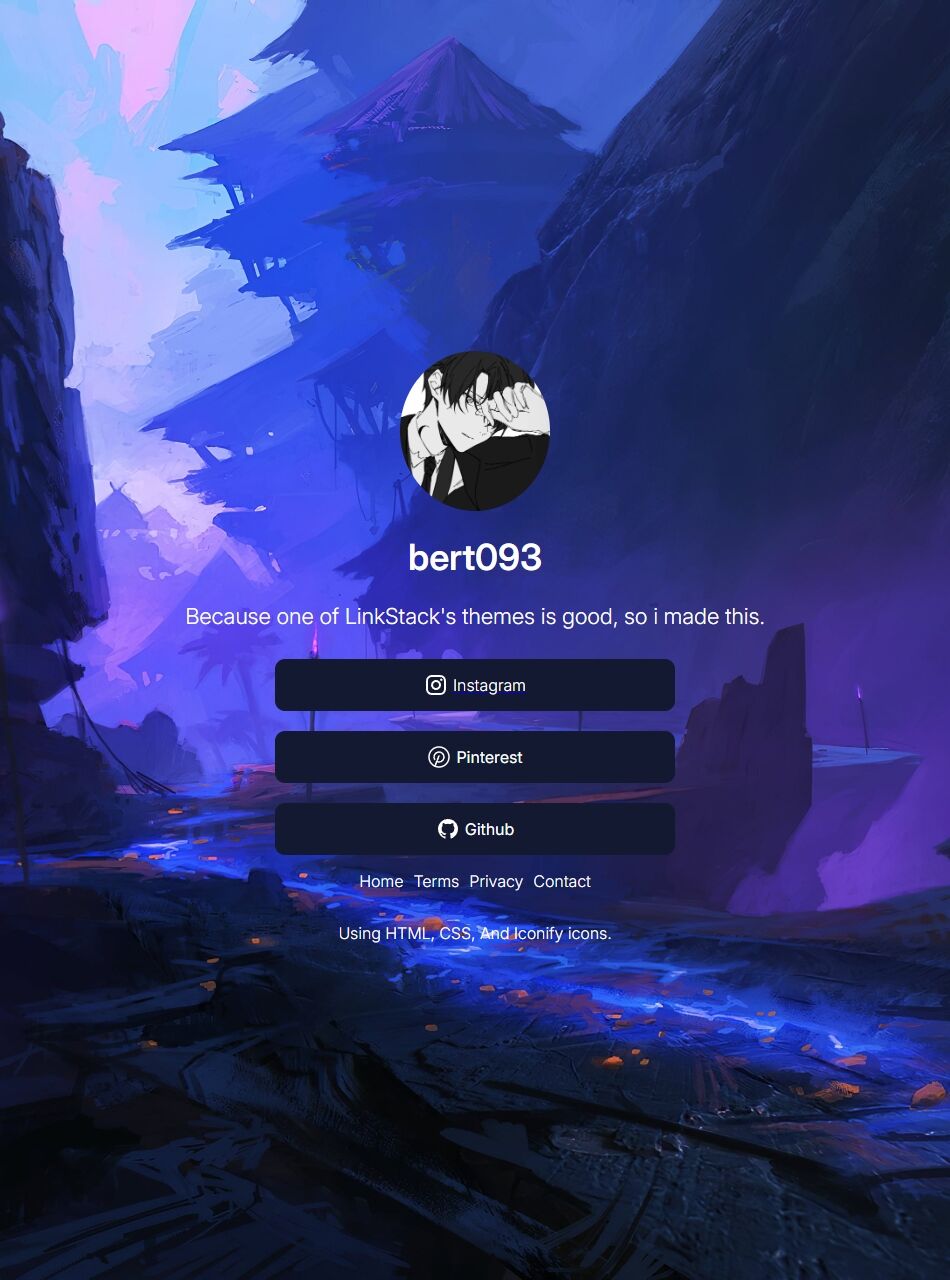 bert093
Because one of LinkStack's themes is good, so i made this.
Instagram
Pinterest
Github
Home Terms Privacy Contact
Using HTML, CSS, And Iconify icons.